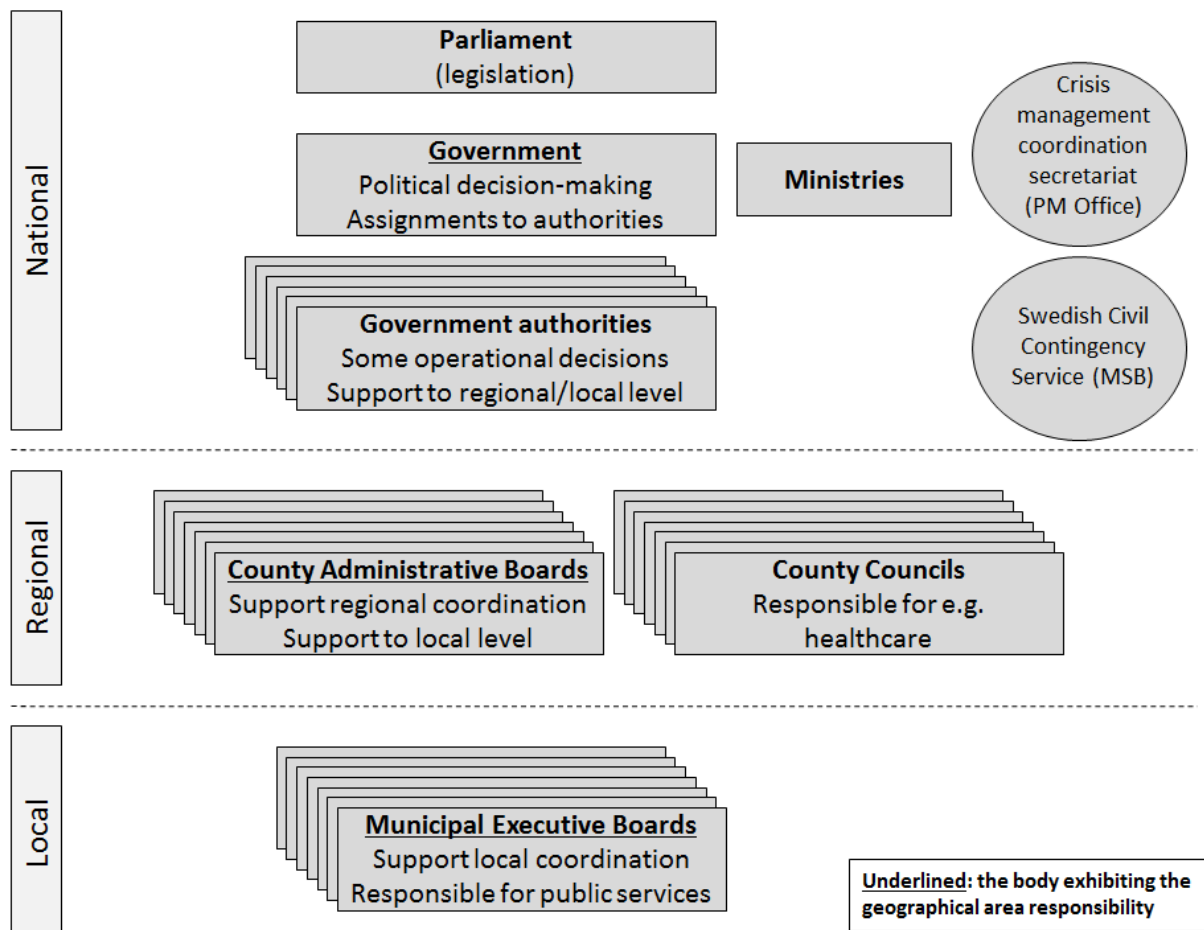 National
Parliament
(legislation)
Government
Political decision-making
Assignments to authorities
Ministries
Crisis
management
coordination
secretariat
(PM Office)
Government authorities
Some operational decisions
Support to regional/local level
Swedish Civil
Contingency
Service (MSB)
Regional
County Administrative Boards
Support regional coordination
Support to local level
County Councils
Responsible for e.g.
healthcare
Local
Municipal Executive Boards
Support local coordination
Responsible for public services
Underlined: the body exhibiting the
geographical area responsibility